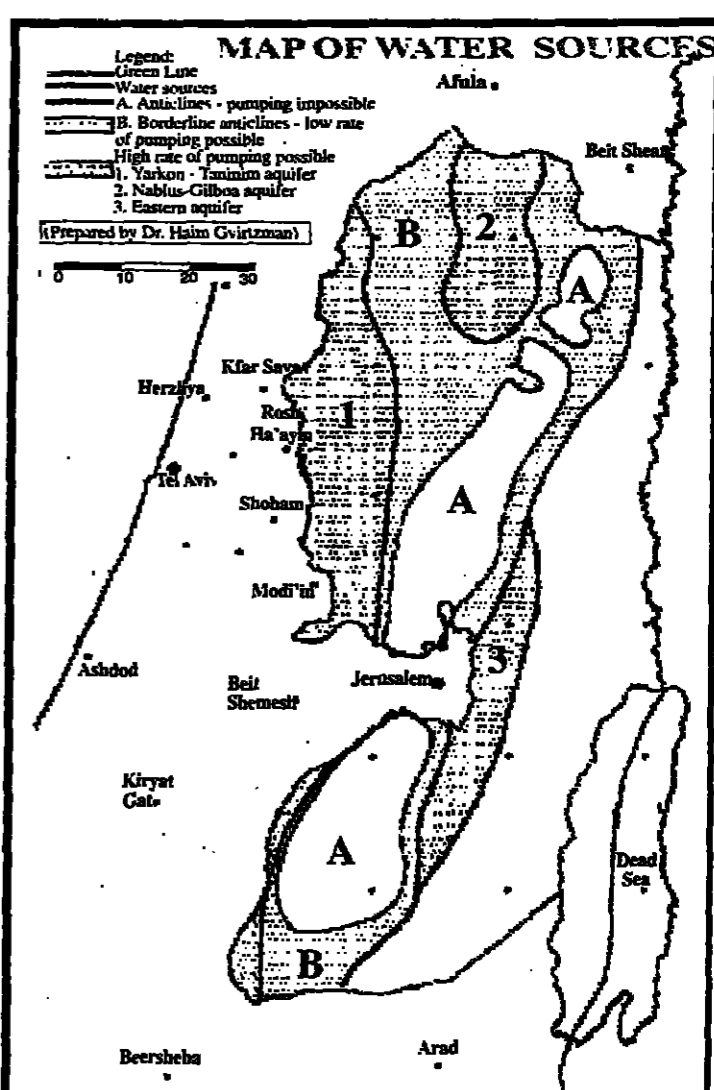 MAP OF WATER SOURCES
Legend:
Green Line
Water sources
A. Anticlines - pumping impossible
B. Borderline anticlines - low rate
of pumping possible
High rate of pumping possible
1. Yarkon - Taninim aquifer
2. Nablus-Gilboa aquifer
3. Eastern aquifer
(Prepared by Dr. Haim Gvirtzman)
0 10 20 30
Afula
Beit Shean
B
2
A
Kfar Sava
Herzliya
1
Rosh
Ha'ayin
Tel Aviv
A
Shoham
Modi'in
3
Ashdod
Beit
Shemesh
Jerusalem
Kiryat
Gat
A
Dead
Sea
B
Beersheba
Arad